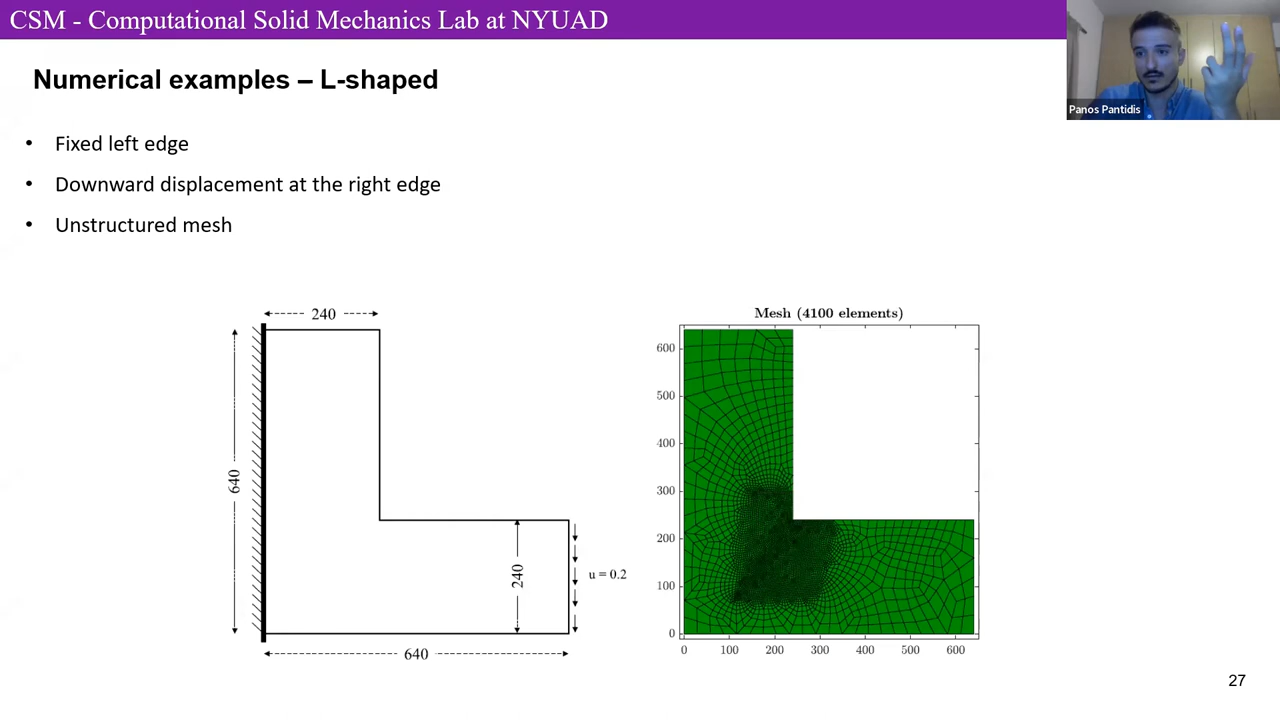 CSM - Computational Solid Mechanics Lab at NYUAD
Panos Pantidis
Numerical examples – L-shaped
• Fixed left edge
• Downward displacement at the right edge
• Unstructured mesh
240
640
240
u = 0.2
640
Mesh (4100 elements)
600
500
400
300
200
100
0
0 100 200 300 400 500 600
27